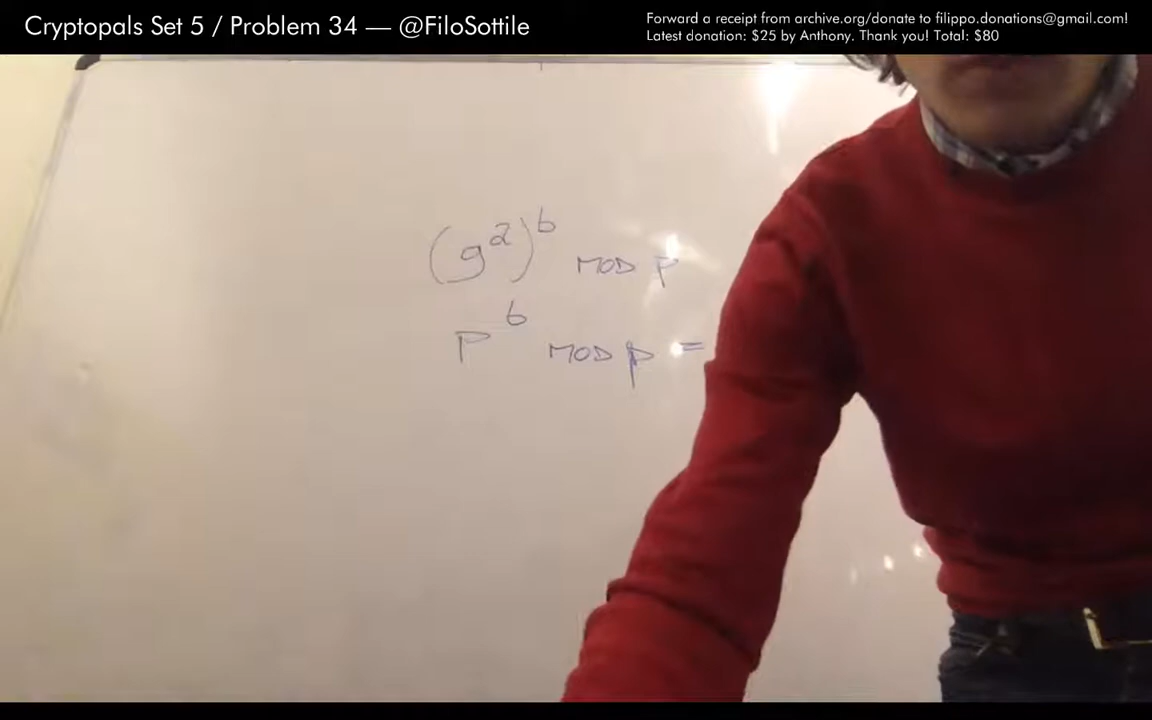 Cryptopals Set 5 / Problem 34 — @FiloSottile
Forward a receipt from archive.org/donate to filippo.donations@gmail.com!
Latest donation: $25 by Anthony. Thank you! Total: $80
(g^a)^b MOD p
P^b MOD p =